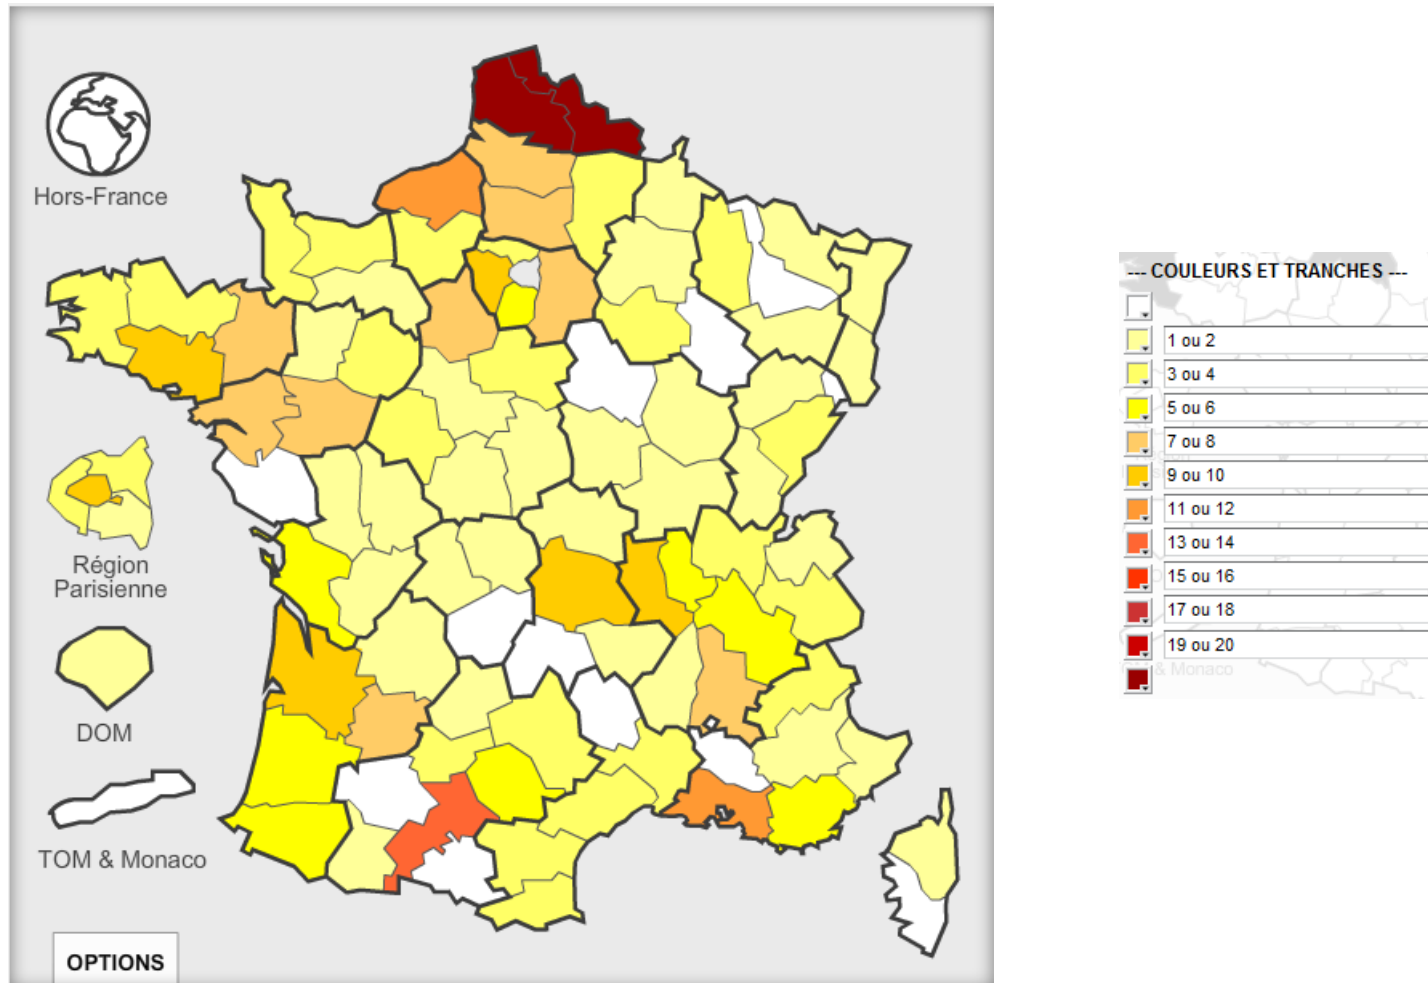 Hors-France
Région
Parisienne
DOM
TOM & Monaco
OPTIONS
--- COULEURS ET TRANCHES ---
1 ou 2
3 ou 4
5 ou 6
7 ou 8
9 ou 10
11 ou 12
13 ou 14
15 ou 16
17 ou 18
19 ou 20
& Monaco